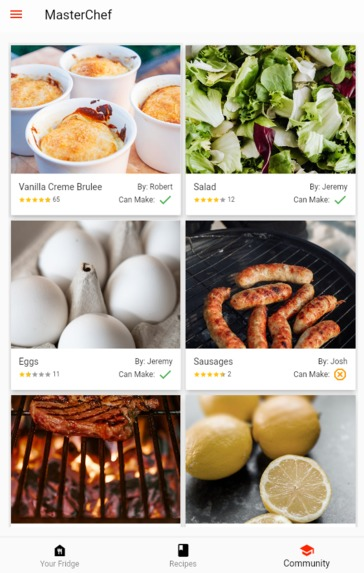 MasterChef
Vanilla Creme Brulee By: Robert
65 Can Make:
Salad By: Jeremy
12 Can Make:
Eggs By: Jeremy
11 Can Make:
Sausages By: Josh
2 Can Make:
Your Fridge Recipes Community